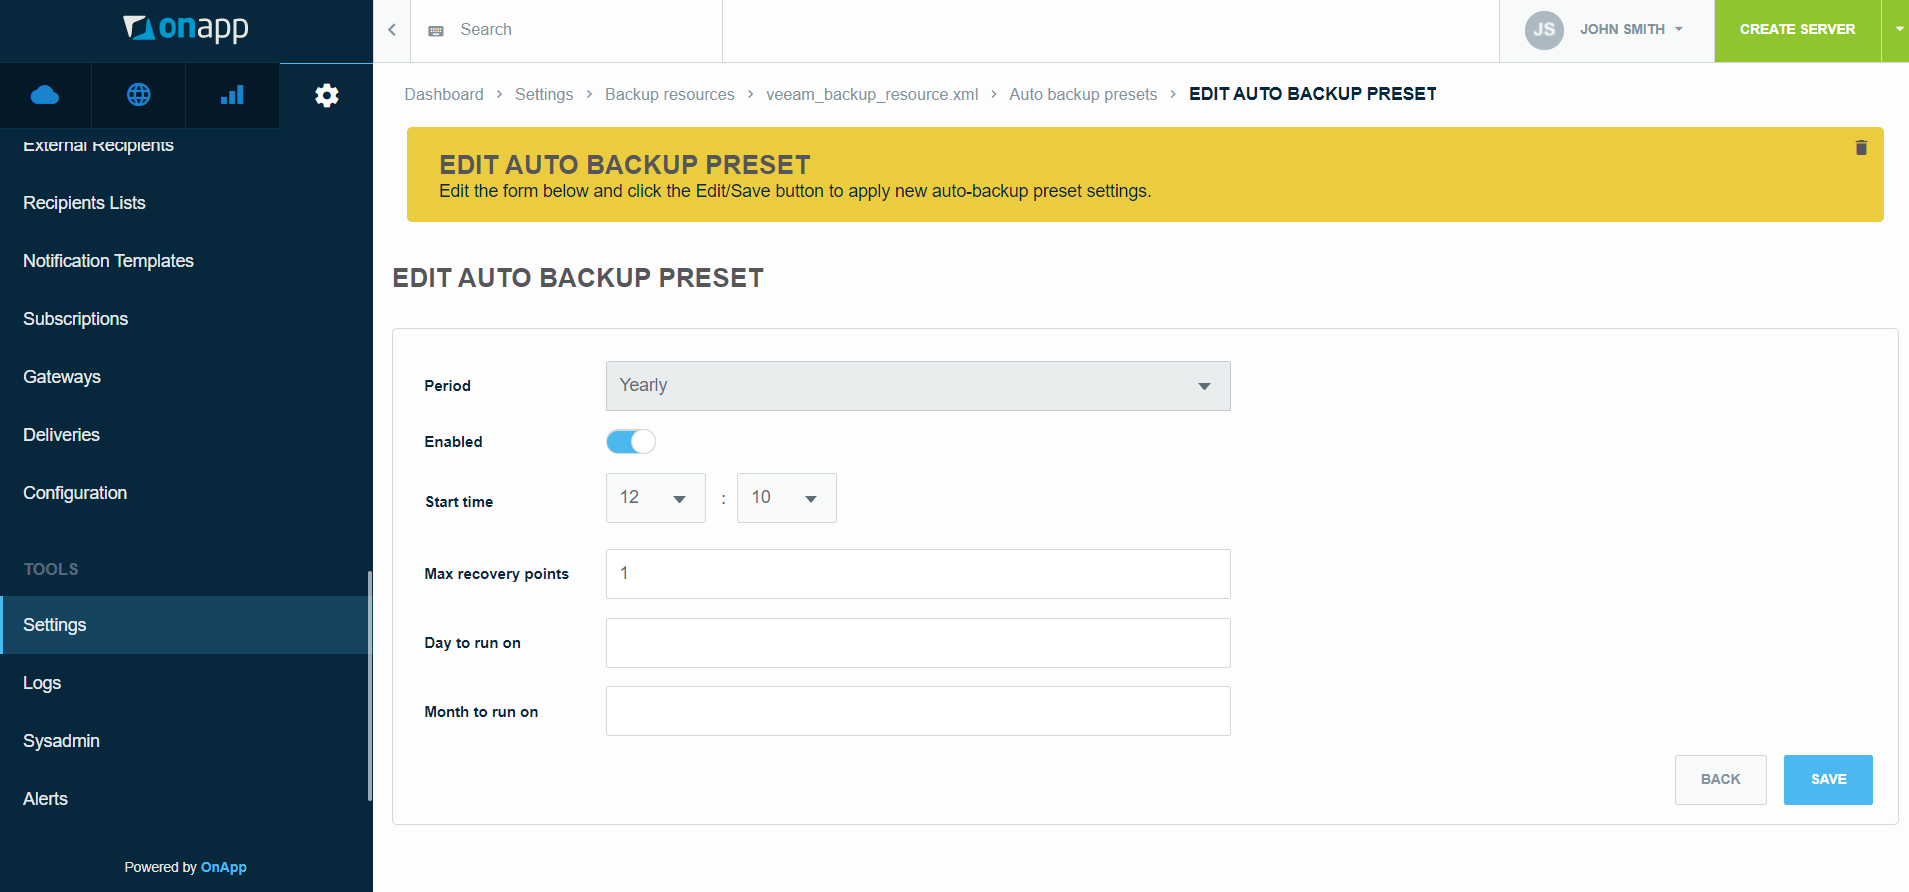 onapp
Search
JS
JOHN SMITH
CREATE SERVER
External Recipients
Recipients Lists
Notification Templates
Subscriptions
Gateways
Deliveries
Configuration
TOOLS
Settings
Logs
Sysadmin
Alerts
Powered by OnApp
Dashboard > Settings > Backup resources > veeam_backup_resource.xml > Auto backup presets > EDIT AUTO BACKUP PRESET
EDIT AUTO BACKUP PRESET
Edit the form below and click the Edit/Save button to apply new auto-backup preset settings.
EDIT AUTO BACKUP PRESET
Period Yearly
Enabled
Start time 12 : 10
Max recovery points 1
Day to run on
Month to run on
BACK SAVE